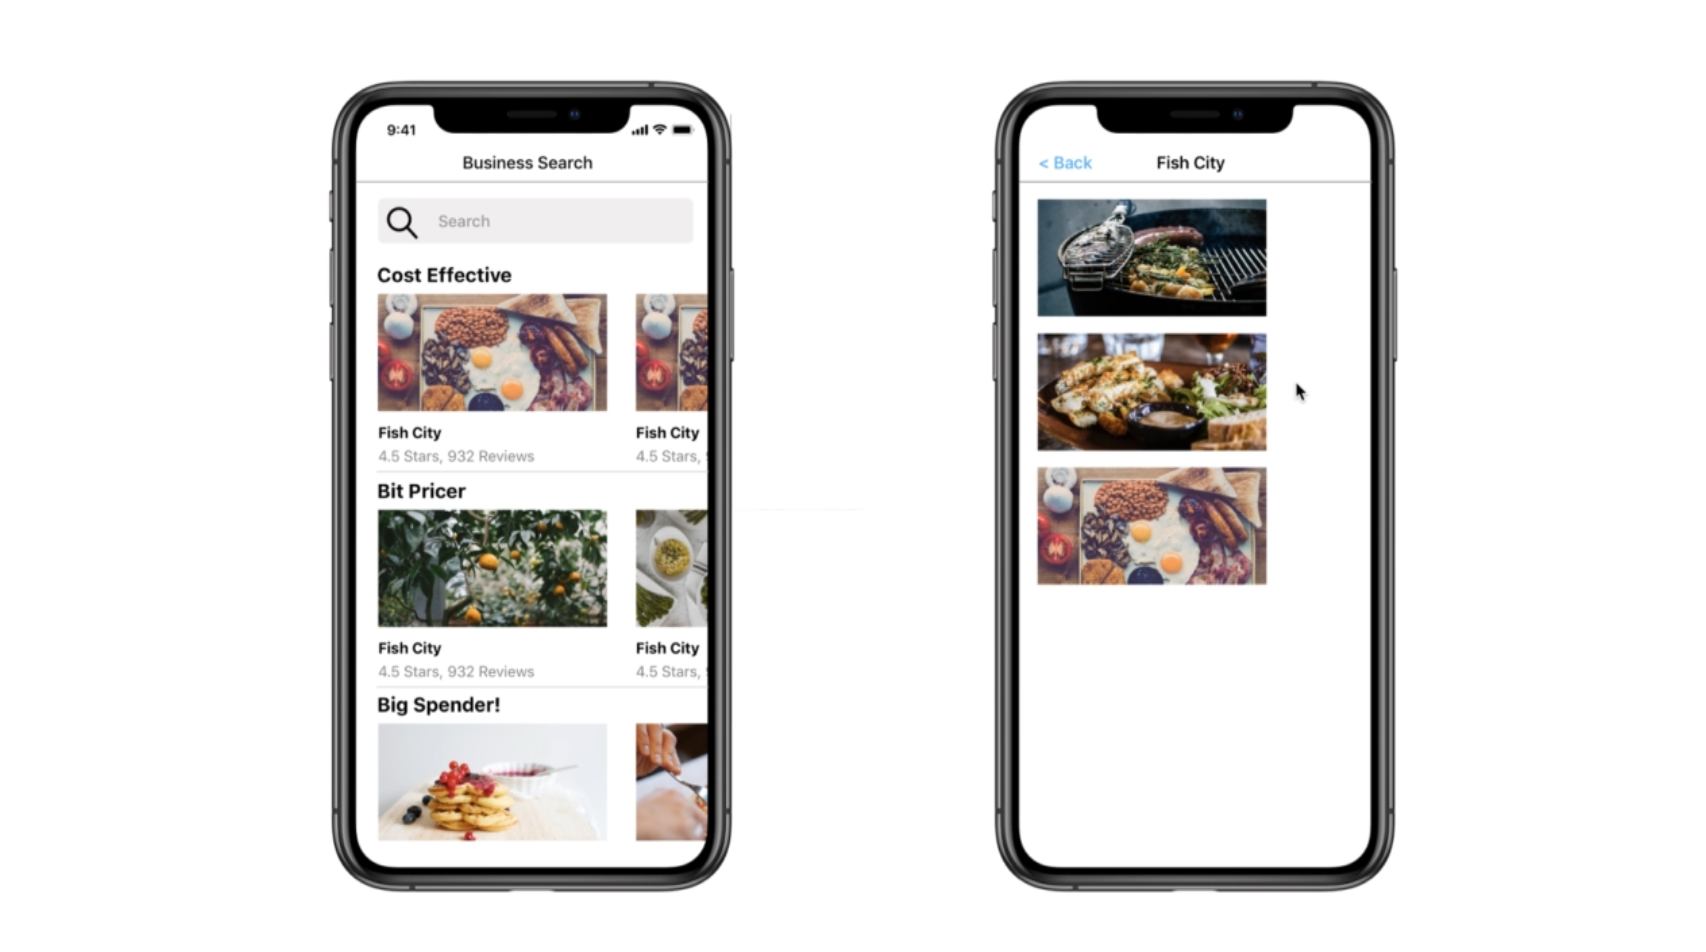 9:41
Business Search
Search
Cost Effective
Fish City
4.5 Stars, 932 Reviews
Fish City
4.5 Stars,
Bit Pricer
Fish City
4.5 Stars, 932 Reviews
Fish City
4.5 Stars,
Big Spender!
< Back
Fish City